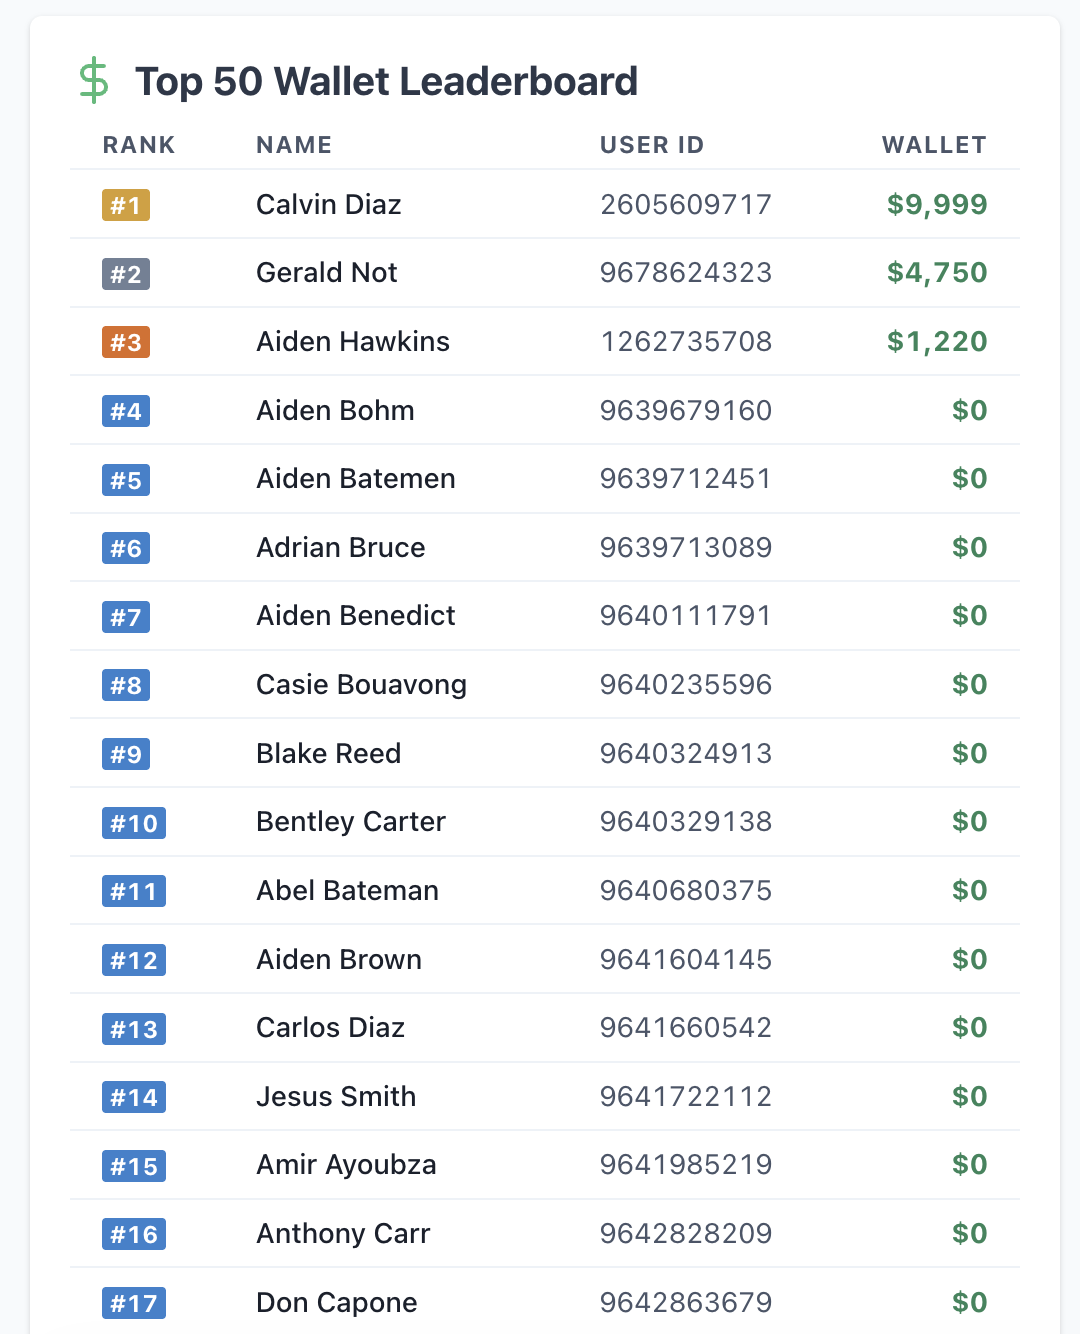 Top 50 Wallet Leaderboard
RANK NAME USER ID WALLET
#1 Calvin Diaz 2605609717 $9,999
#2 Gerald Not 9678624323 $4,750
#3 Aiden Hawkins 1262735708 $1,220
#4 Aiden Bohm 9639679160 $0
#5 Aiden Batemen 9639712451 $0
#6 Adrian Bruce 9639713089 $0
#7 Aiden Benedict 9640111791 $0
#8 Casie Bouavong 9640235596 $0
#9 Blake Reed 9640324913 $0
#10 Bentley Carter 9640329138 $0
#11 Abel Bateman 9640680375 $0
#12 Aiden Brown 9641604145 $0
#13 Carlos Diaz 9641660542 $0
#14 Jesus Smith 9641722112 $0
#15 Amir Ayoubza 9641985219 $0
#16 Anthony Carr 9642828209 $0
#17 Don Capone 9642863679 $0